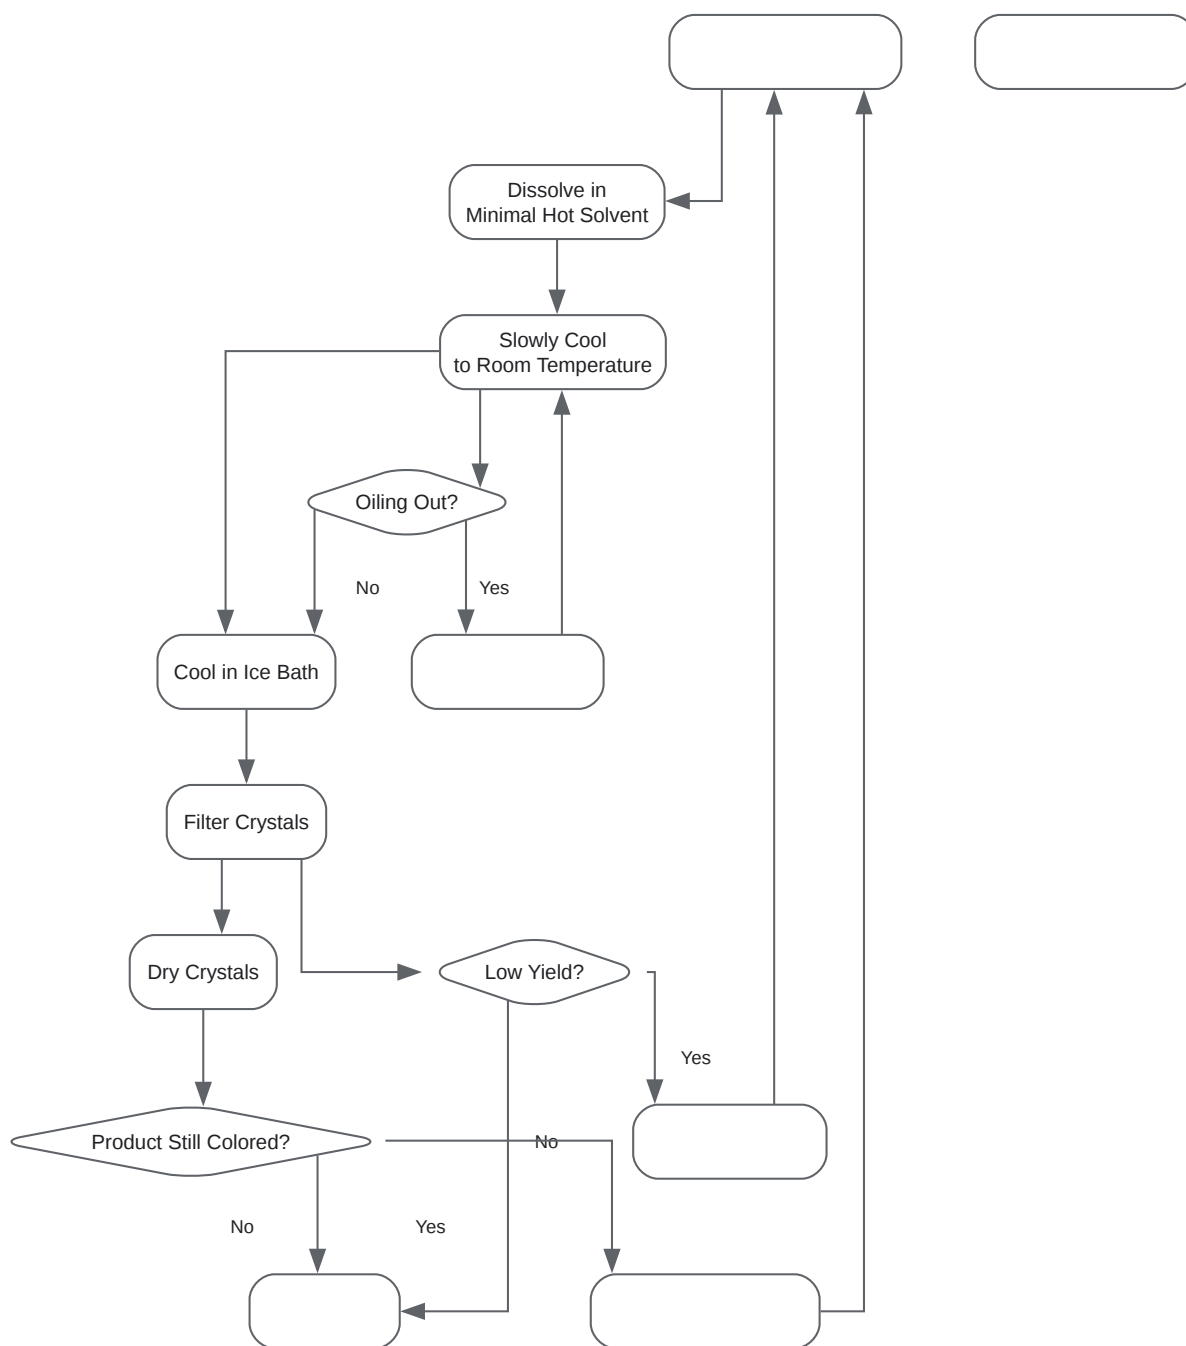 Dissolve in
Minimal Hot Solvent
Slowly Cool
to Room Temperature
Oiling Out?
No
Yes
Cool in Ice Bath
Filter Crystals
Dry Crystals
Low Yield?
Yes
Product Still Colored?
No
No
Yes